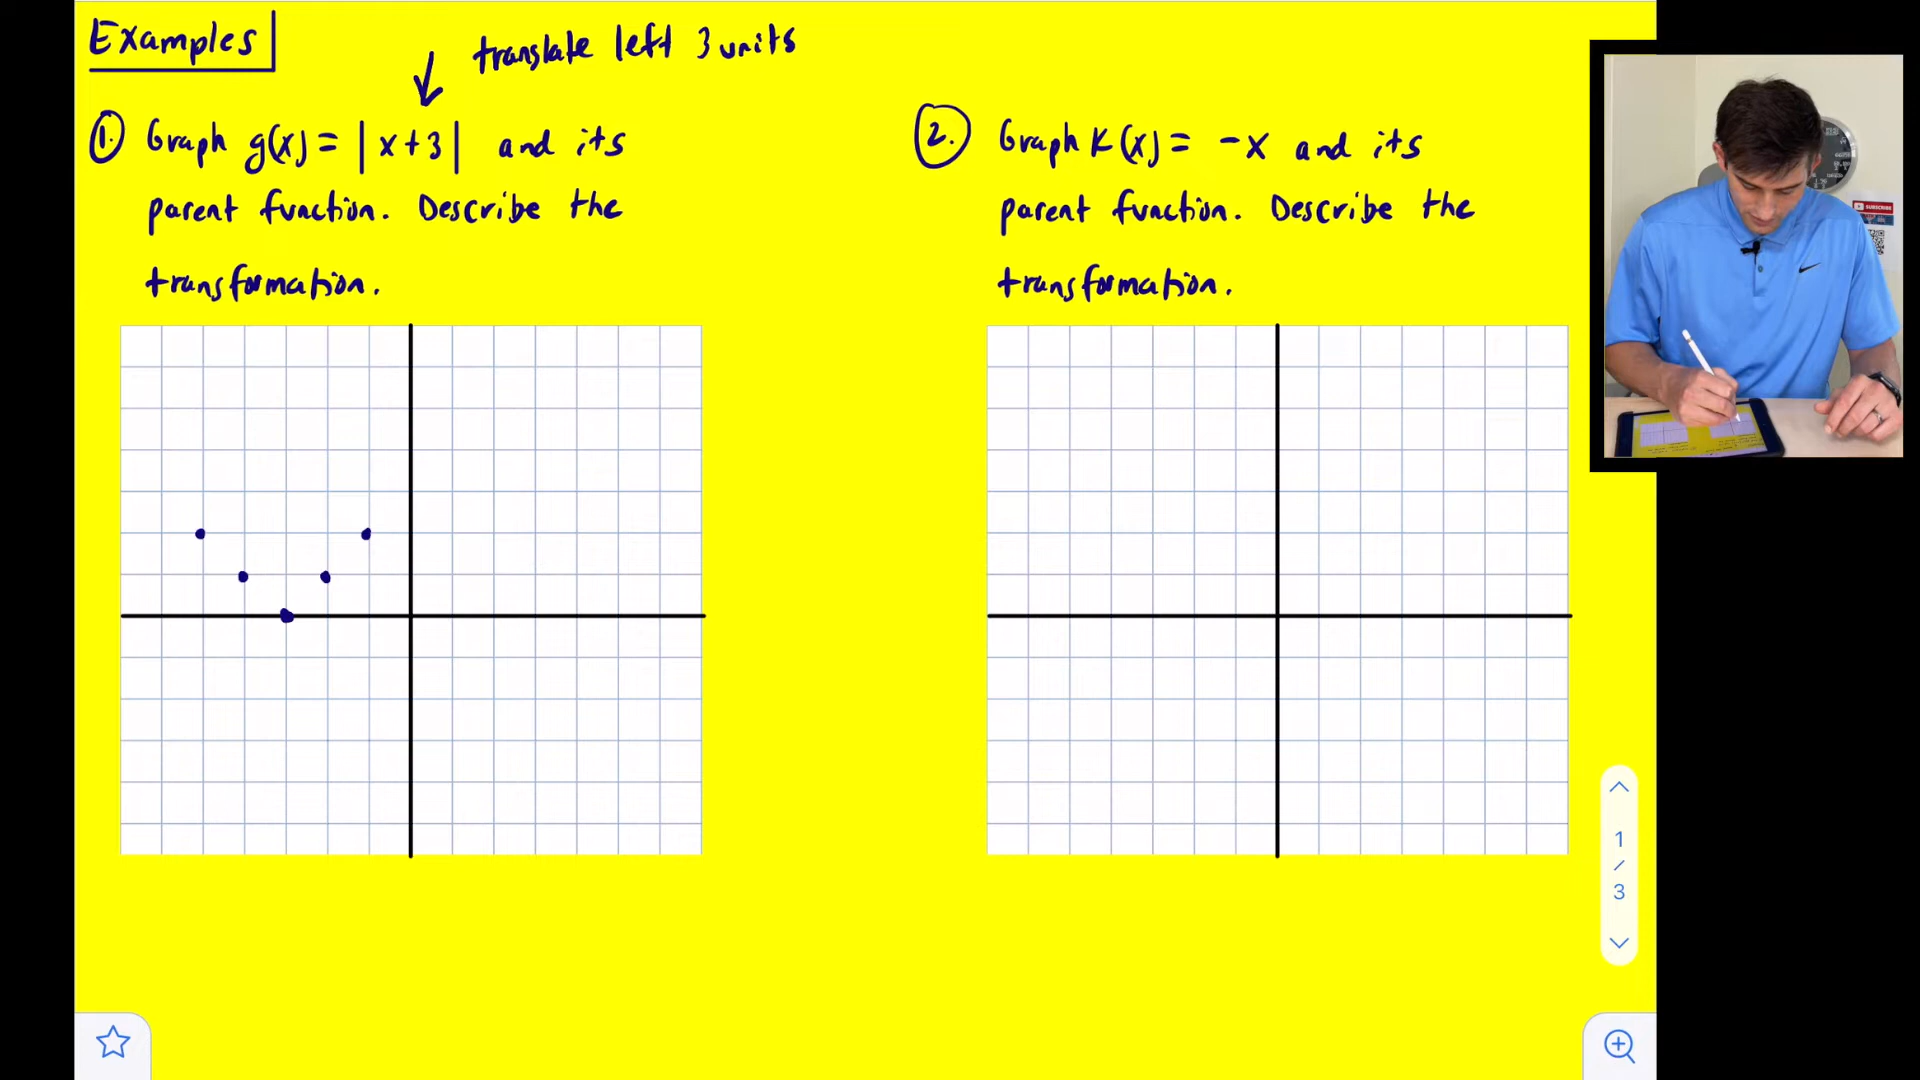 Examples
translate left 3 units
1. Graph g(x) = |x+3| and its
parent function. Describe the
transformation.
2. Graph K(x) = -x and its
parent function. Describe the
transformation.
SUBSCRIBE
1
/
3